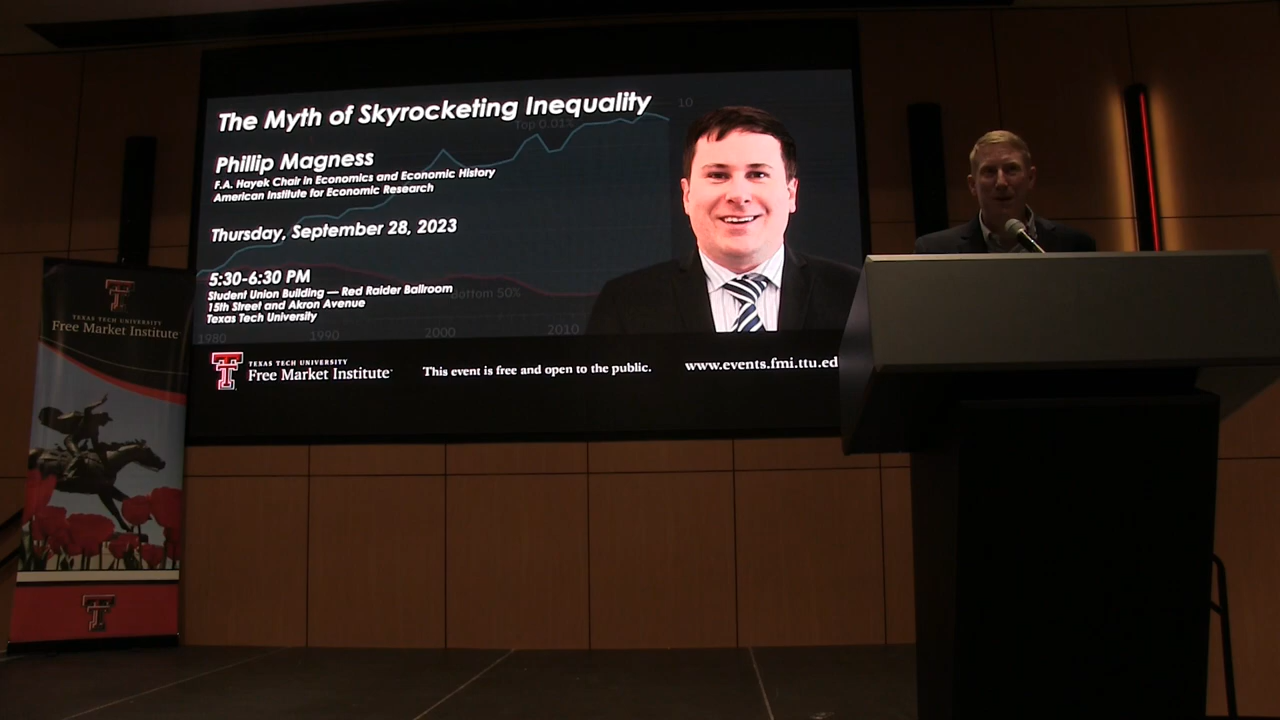 The Myth of Skyrocketing Inequality
10
Top 0.01%
Phillip Magness
F.A. Hayek Chair in Economics and Economic History
American Institute for Economic Research
Thursday, September 28, 2023
5:30-6:30 PM
Student Union Building — Red Raider Ballroom
15th Street and Akron Avenue
Texas Tech University
Bottom 50%
1980 1990 2000 2010
TEXAS TECH UNIVERSITY
Free Market Institute
This event is free and open to the public.
www.events.fmi.ttu.ed
TEXAS TECH UNIVERSITY
Free Market Institute